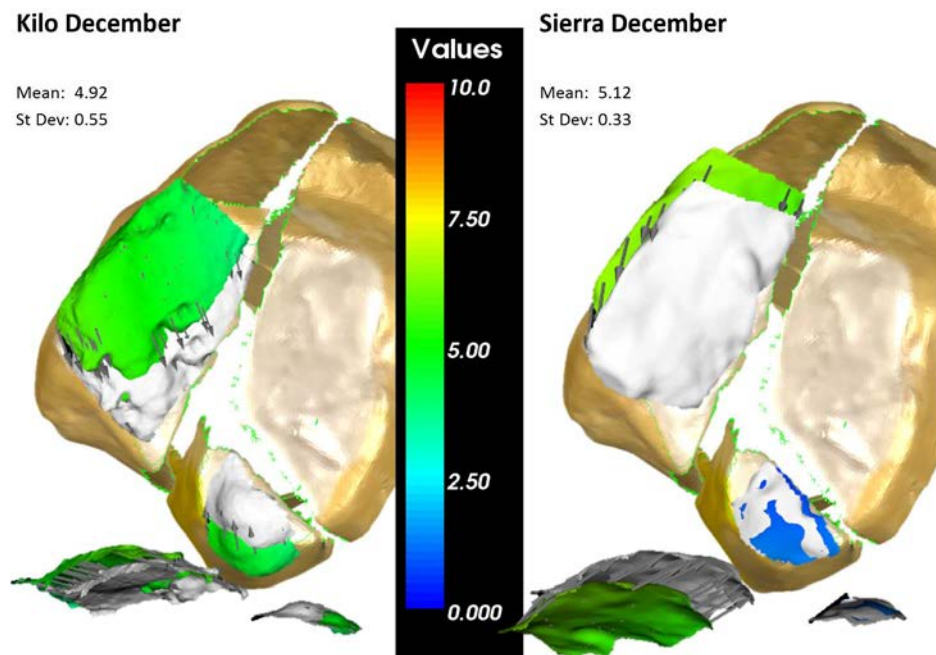 Kilo December
Mean: 4.92
St Dev: 0.55
Values
10.0
7.50
5.00
2.50
0.000
Sierra December
Mean: 5.12
St Dev: 0.33